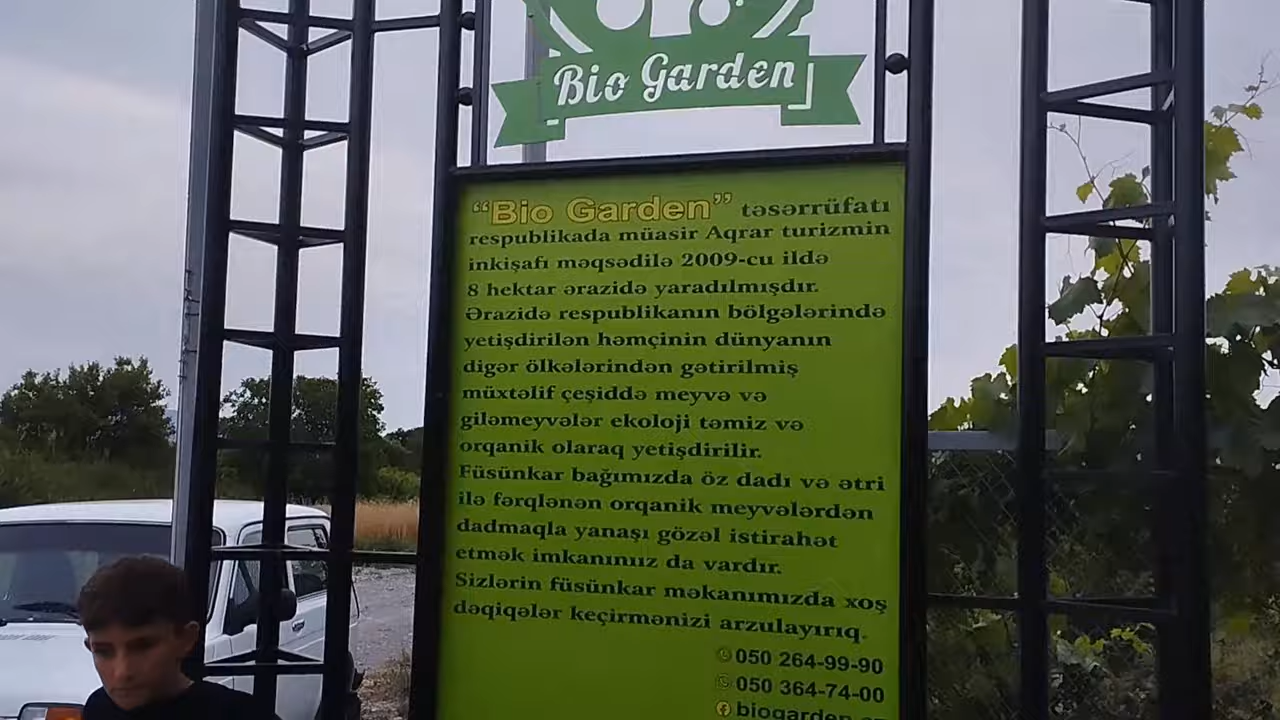 Bio Garden
“Bio Garden” təsərrüfatı
respublikada müasir Aqrar turizmin
inkişafı məqsədilə 2009-cu ildə
8 hektar ərazidə yaradılmışdır.
Ərazidə respublikanın bölgələrində
yetişdirilən həmçinin dünyanın
digər ölkələrindən gətirilmiş
müxtəlif çeşiddə meyvə və
giləmeyvələr ekoloji təmiz və
orqanik olaraq yetişdirilir.
Füsünkar bağımızda öz dadı və ətri
ilə fərqlənən orqanik meyvələrdən
dadmaqla yanaşı gözəl istirahət
etmək imkanınız da vardır.
Sizlərin füsünkar məkanımızda xoş
dəqiqələr keçirmənizi arzulayırıq.
050 264-99-90
050 364-74-00